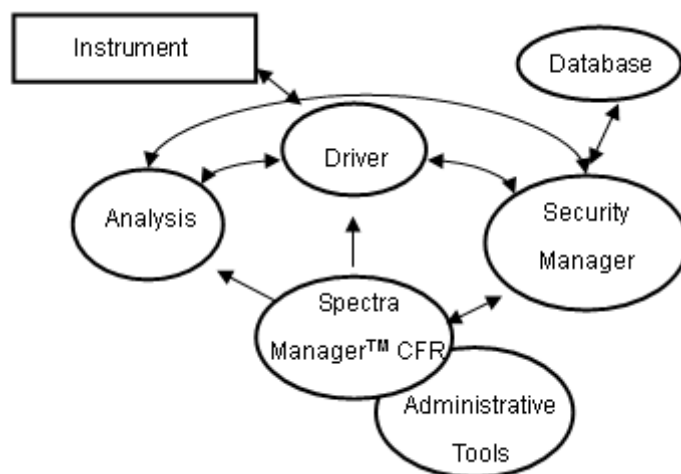 Instrument
Database
Driver
Analysis
Security
Manager
Spectra
Manager™ CFR
Administrative
Tools